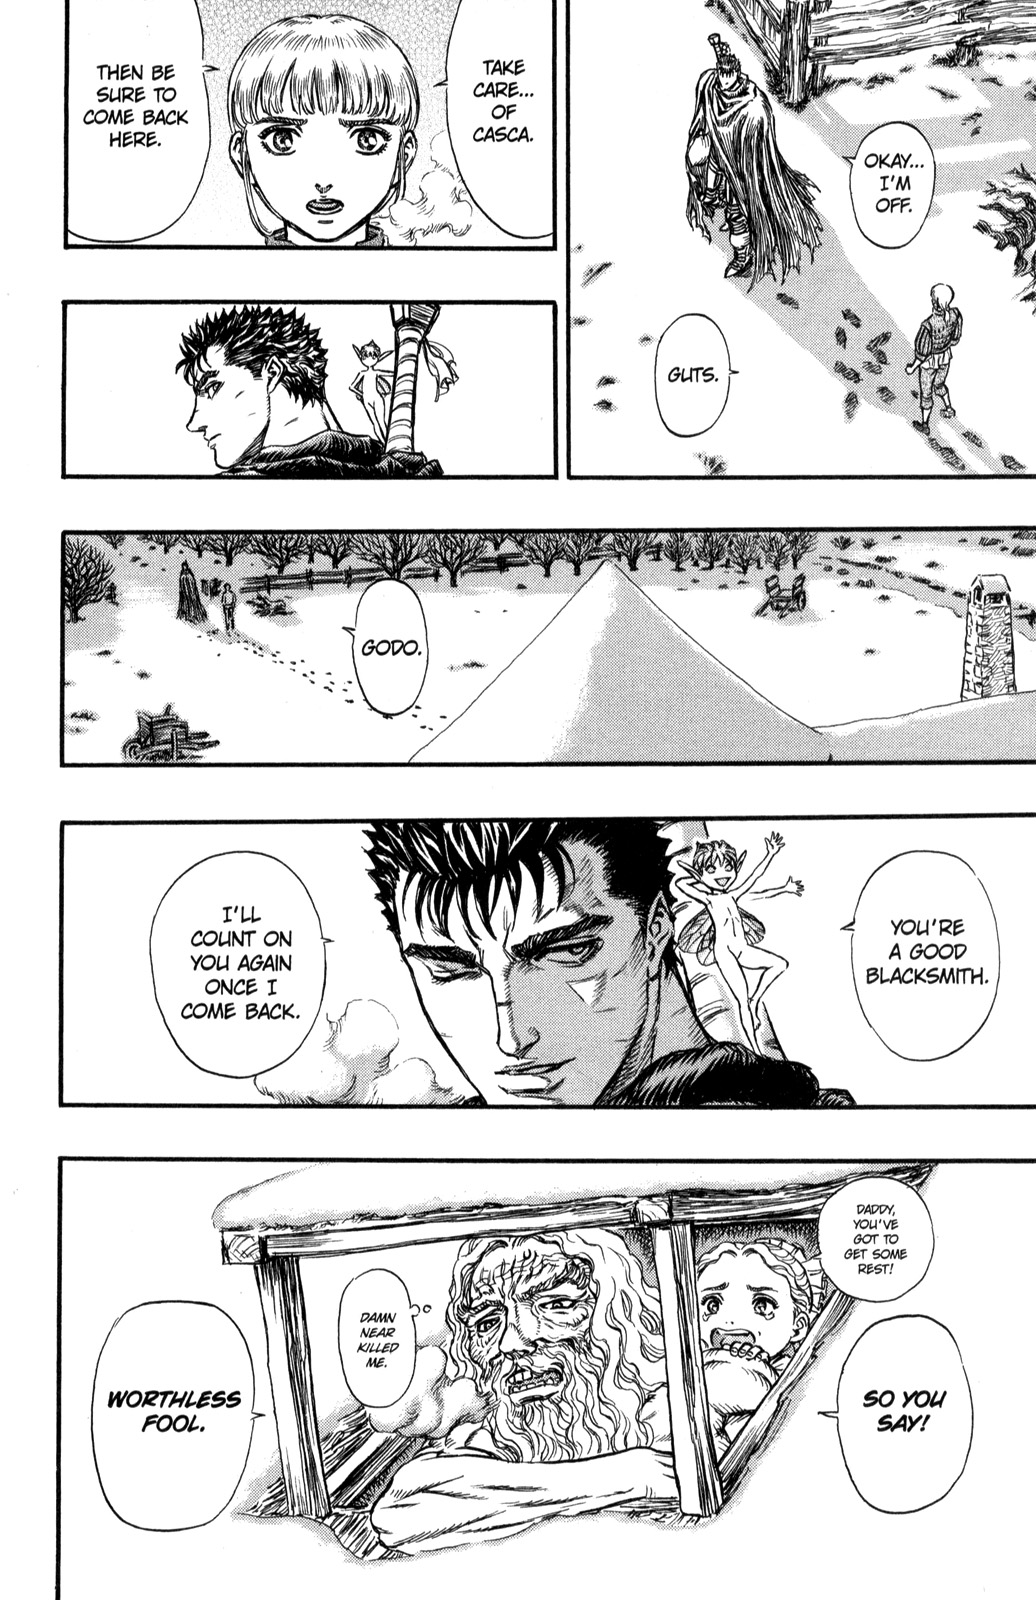 OKAY...
I'M
OFF.
GUTS.
TAKE
CARE...
OF
CASCA.
THEN BE
SURE TO
COME BACK
HERE.
GODO.
YOU'RE
A GOOD
BLACKSMITH.
I'LL
COUNT ON
YOU AGAIN
ONCE I
COME BACK.
DADDY,
YOU'VE
GOT TO
GET SOME
REST!
SO YOU
SAY!
DAMN
NEAR
KILLED
ME.
WORTHLESS
FOOL.